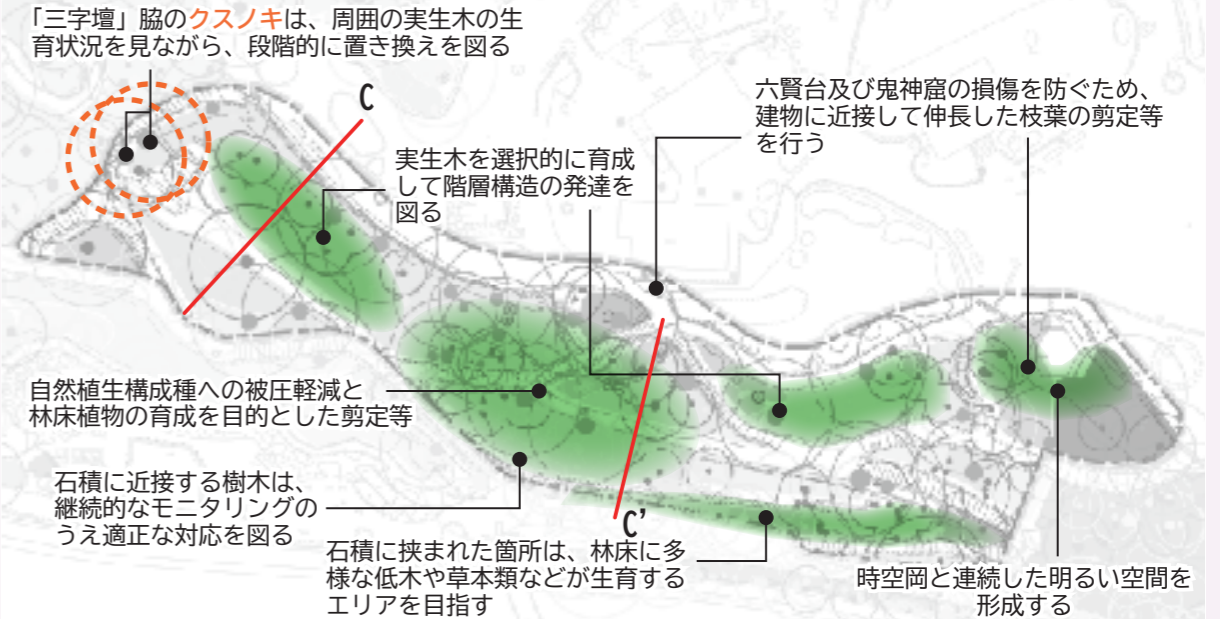 「三字壇」脇のクスノキは、周囲の実生木の生
育状況を見ながら、段階的に置き換えを図る
C
六賢台及び鬼神窟の損傷を防ぐため、
建物に近接して伸長した枝葉の剪定等
を行う
実生木を選択的に育成
して階層構造の発達を
図る
自然植生構成種への被圧軽減と
林床植物の育成を目的とした剪定等
石積に近接する樹木は、
継続的なモニタリングの
うえ適正な対応を図る
C’
石積に挟まれた箇所は、林床に多
様な低木や草本類などが生育する
エリアを目指す
時空岡と連続した明るい空間を
形成する